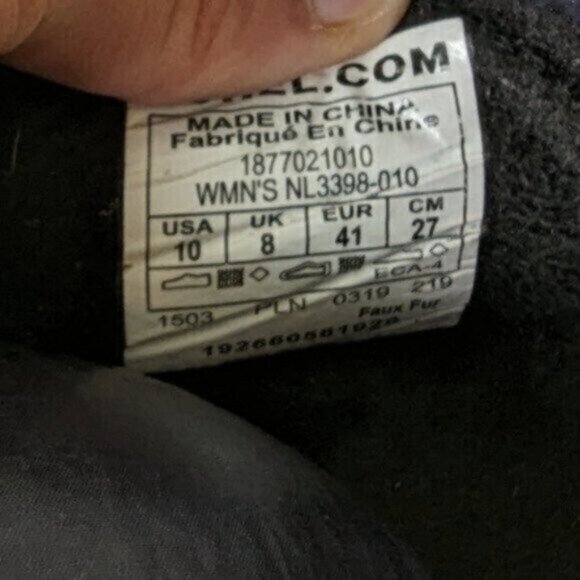 .COM
MADE IN CHINA
Fabriqué En Chine
1877021010
WMN'S NL3398-010
USA UK EUR CM
10 8 41 27
ECA-4
1503 PLN 0319 219
Faux Fur